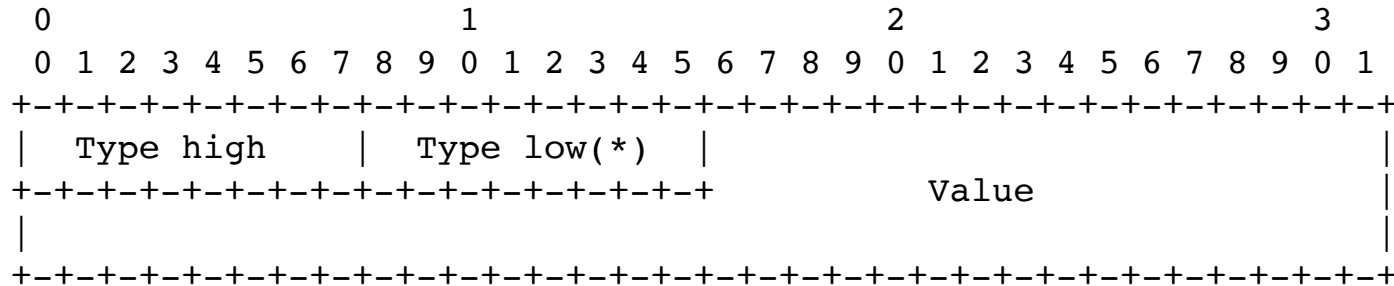 0                   1                   2                   3
 0 1 2 3 4 5 6 7 8 9 0 1 2 3 4 5 6 7 8 9 0 1 2 3 4 5 6 7 8 9 0 1
+-+-+-+-+-+-+-+-+-+-+-+-+-+-+-+-+-+-+-+-+-+-+-+-+-+-+-+-+-+-+-+-+
|  Type high    |  Type low(*)  |                               |
+-+-+-+-+-+-+-+-+-+-+-+-+-+-+-+-+          Value                |
|                                                               |
+-+-+-+-+-+-+-+-+-+-+-+-+-+-+-+-+-+-+-+-+-+-+-+-+-+-+-+-+-+-+-+-+